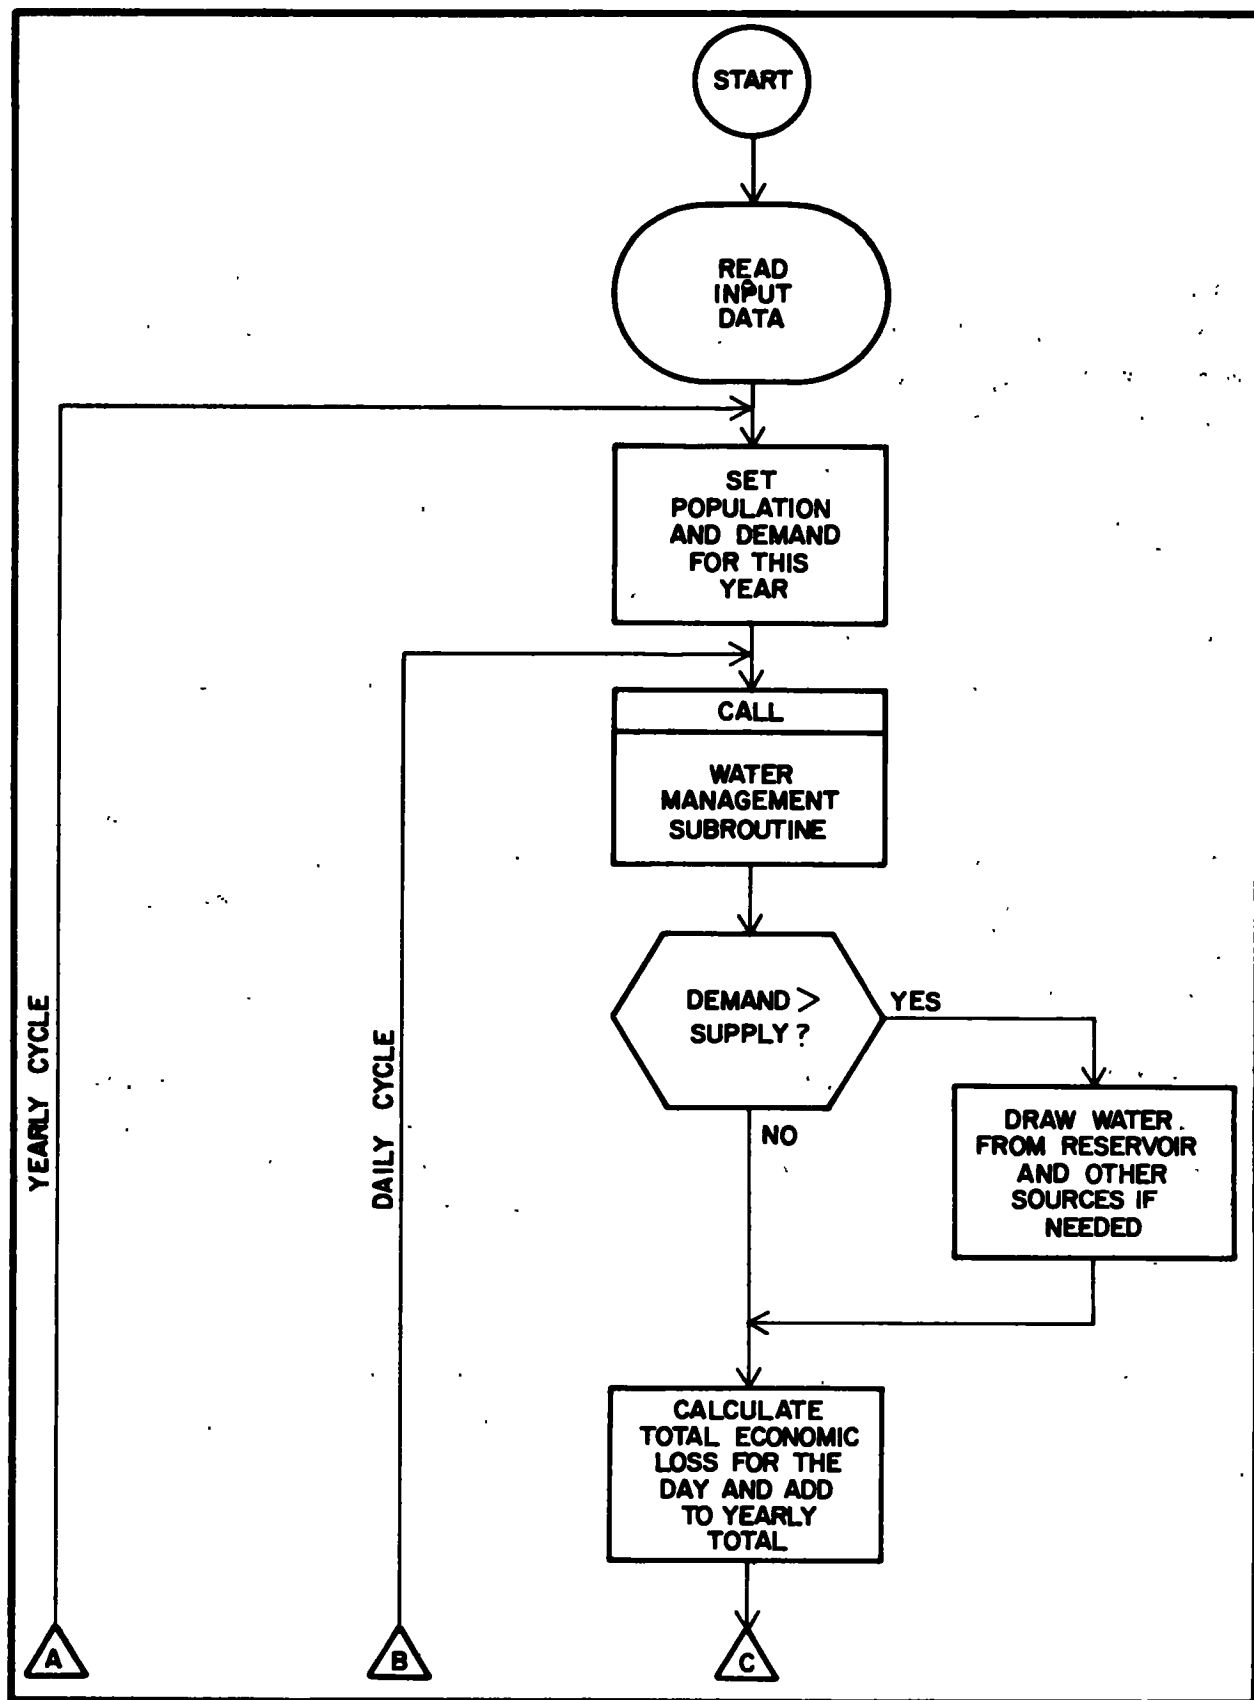 START
READ
INPUT
DATA
SET
POPULATION
AND DEMAND
FOR THIS
YEAR
CALL
WATER
MANAGEMENT
SUBROUTINE
DEMAND >
SUPPLY ?
YES
NO
DRAW WATER
FROM RESERVOIR
AND OTHER
SOURCES IF
NEEDED
YEARLY CYCLE
DAILY CYCLE
CALCULATE
TOTAL ECONOMIC
LOSS FOR THE
DAY AND ADD
TO YEARLY
TOTAL
A
B
C